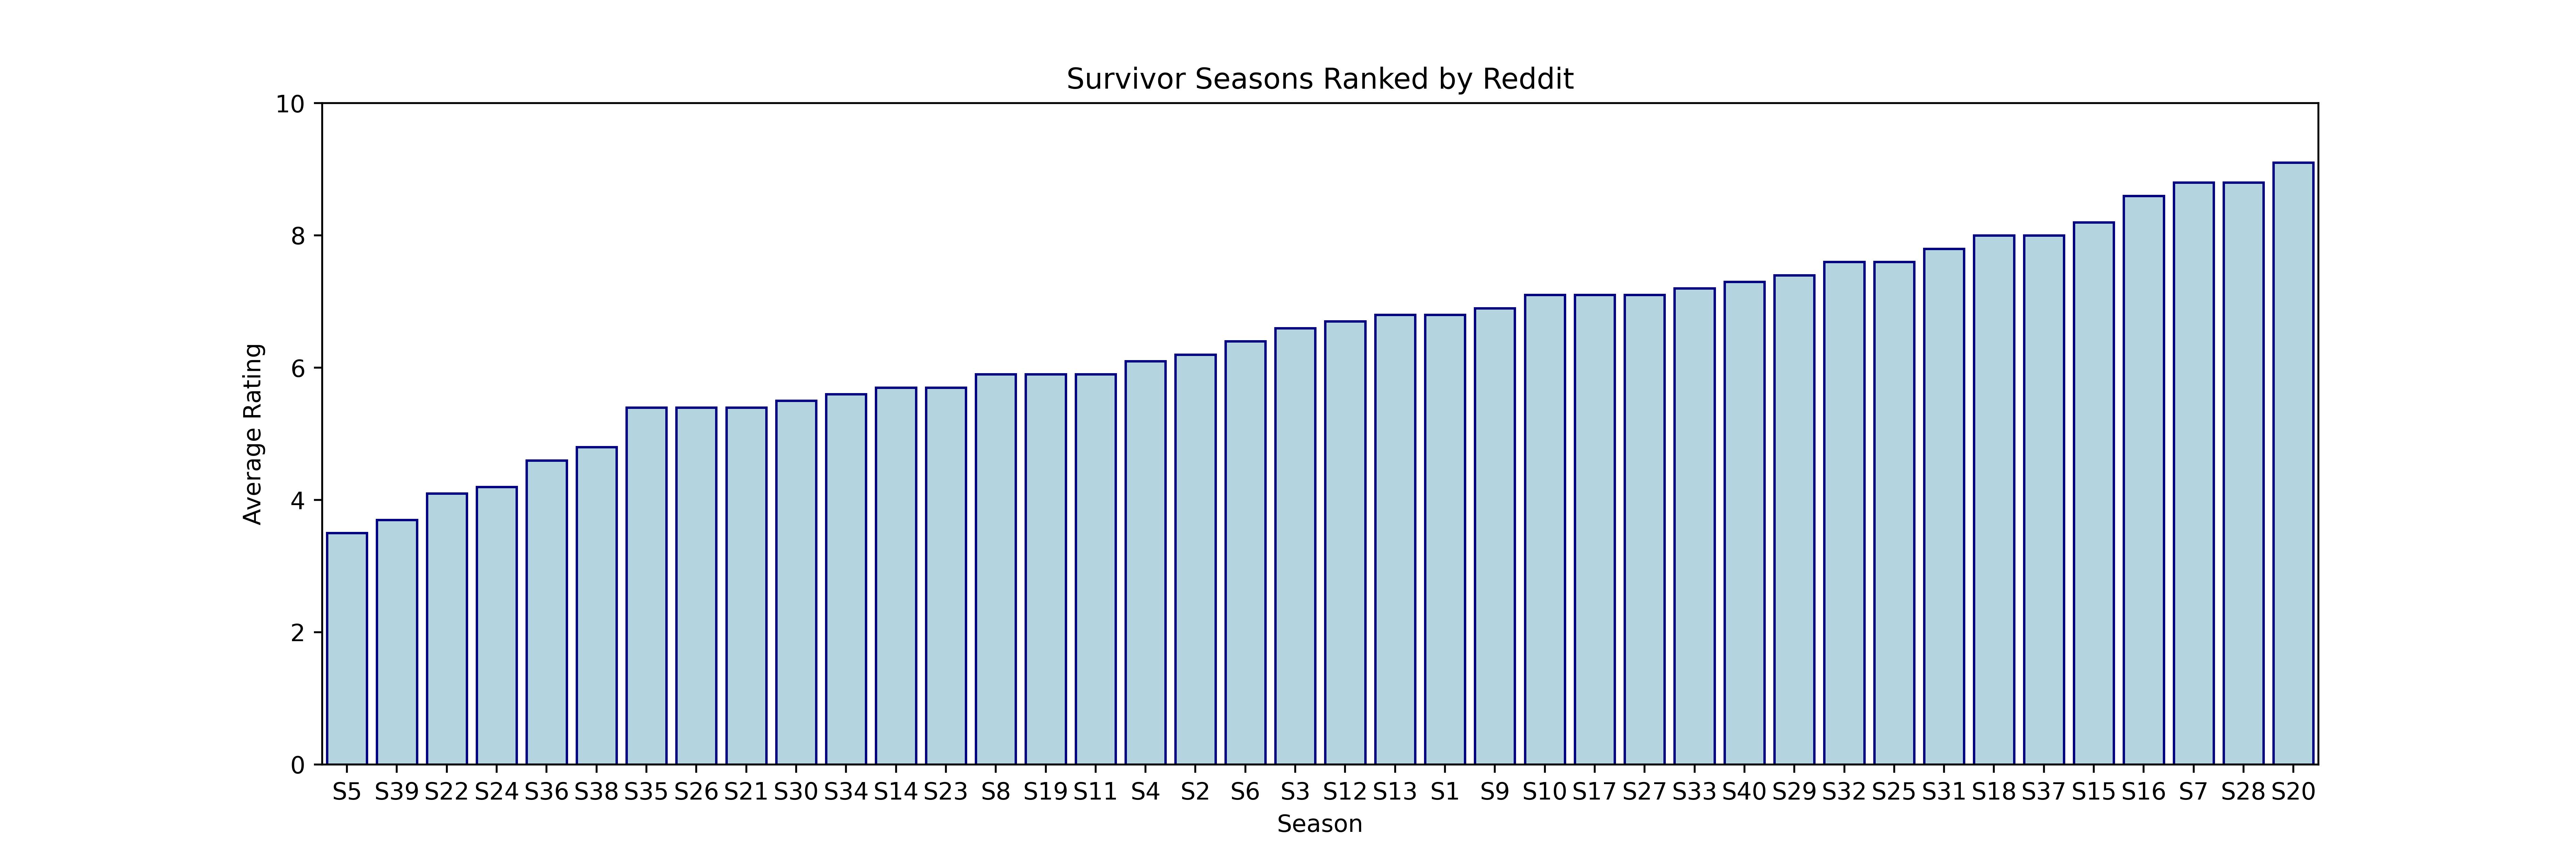 Survivor Seasons Ranked by Reddit
10
8
6
4
2
0
Average Rating
S5 S39 S22 S24 S36 S38 S35 S26 S21 S30 S34 S14 S23 S8 S19 S11 S4 S2 S6 S3 S12 S13 S1 S9 S10 S17 S27 S33 S40 S29 S32 S25 S31 S18 S37 S15 S16 S7 S28 S20
Season